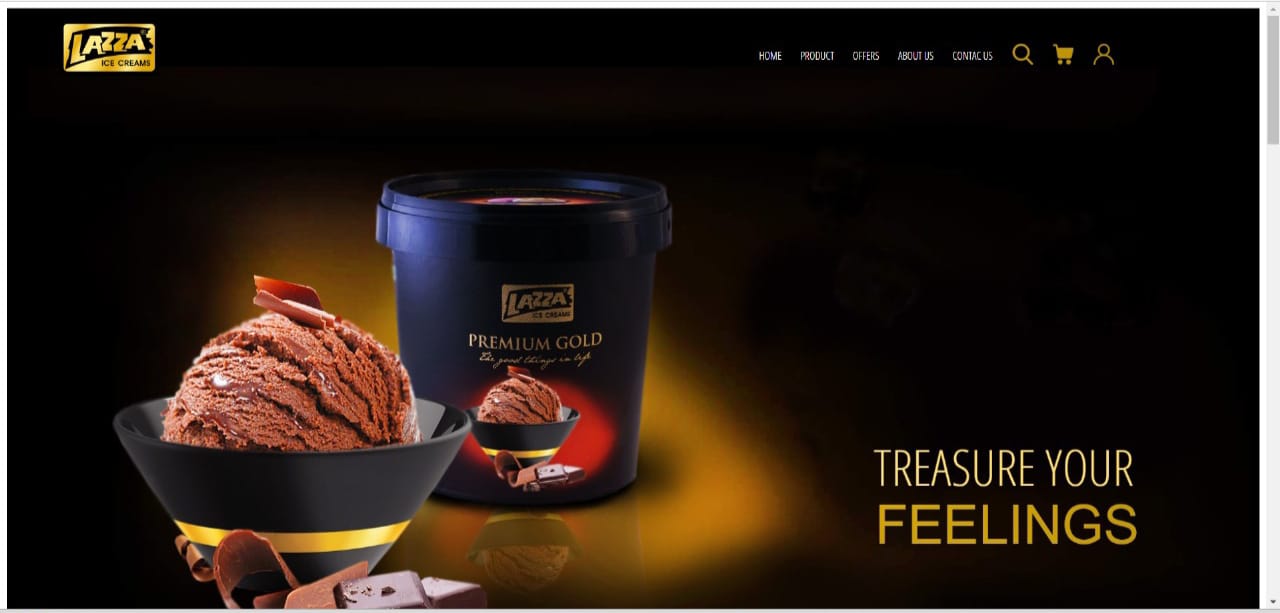 LAZZA
ICE CREAMS
HOME PRODUCT OFFERS ABOUT US CONTAC US
LAZZA
ICE CREAMS
PREMIUM GOLD
The good things in life
TREASURE YOUR
FEELINGS